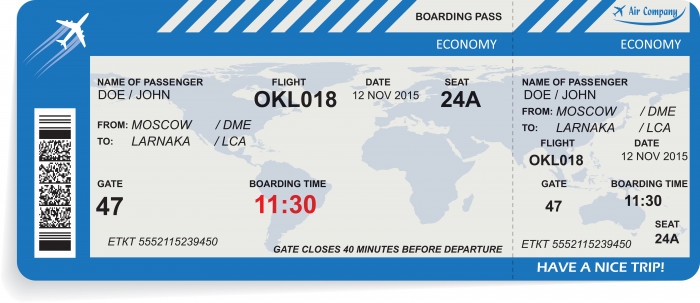 BOARDING PASS
Air Company
ECONOMY
ECONOMY
NAME OF PASSENGER
DOE / JOHN
FLIGHT
OKL018
DATE
12 NOV 2015
SEAT
24A
FROM: MOSCOW / DME
TO: LARNAKA / LCA
GATE
47
BOARDING TIME
11:30
ETKT 5552115239450
GATE CLOSES 40 MINUTES BEFORE DEPARTURE
NAME OF PASSENGER
DOE / JOHN
FROM: MOSCOW / DME
TO: LARNAKA / LCA
FLIGHT
OKL018
12 NOV 2015
GATE
47
BOARDING TIME
11:30
SEAT
24A
ETKT 5552115239450
HAVE A NICE TRIP!